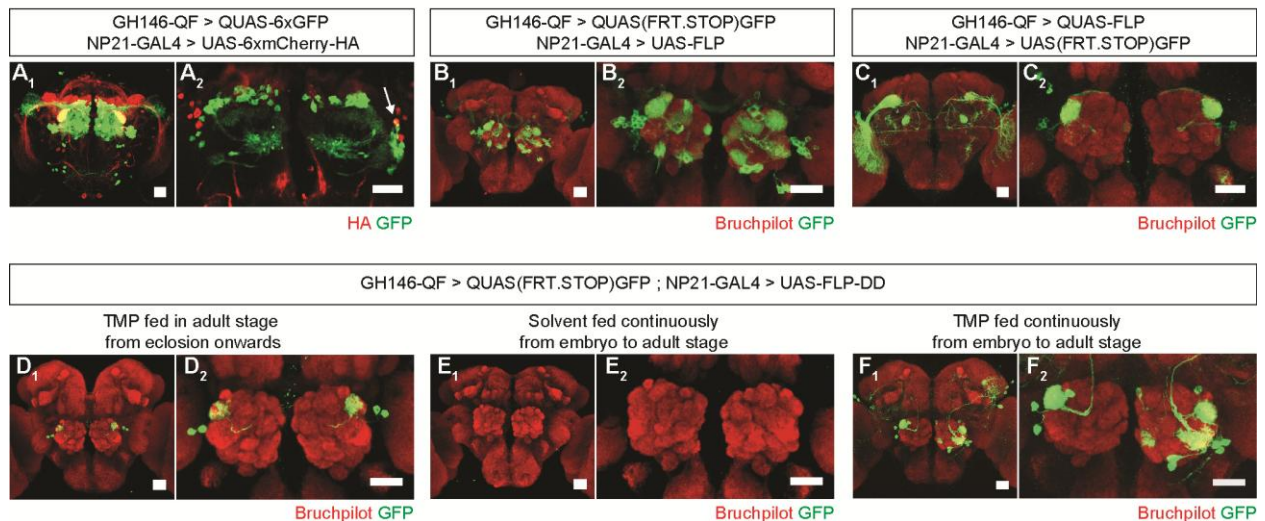 GH146-QF > QUAS-6xGFP
NP21-GAL4 > UAS-6xmCherry-HA
GH146-QF > QUAS(FRT.STOP)GFP
NP21-GAL4 > UAS-FLP
GH146-QF > QUAS-FLP
NP21-GAL4 > UAS(FRT.STOP)GFP
A1
A2
B1
B2
C1
C2
HA GFP
Bruchpilot GFP
Bruchpilot GFP
GH146-QF > QUAS(FRT.STOP)GFP ; NP21-GAL4 > UAS-FLP-DD
TMP fed in adult stage
from eclosion onwards
Solvent fed continuously
from embryo to adult stage
TMP fed continuously
from embryo to adult stage
D1
D2
E1
E2
F1
F2
Bruchpilot GFP
Bruchpilot GFP
Bruchpilot GFP